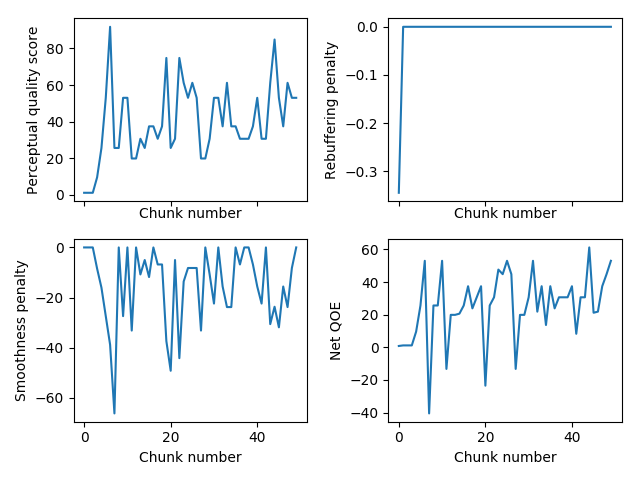 Perceptual quality score
80
60
40
20
0
Chunk number
Rebuffering penalty
0.0
−0.1
−0.2
−0.3
Chunk number
Smoothness penalty
0
−20
−40
−60
0 20 40
Chunk number
Net QOE
60
40
20
0
−20
−40
0 20 40
Chunk number